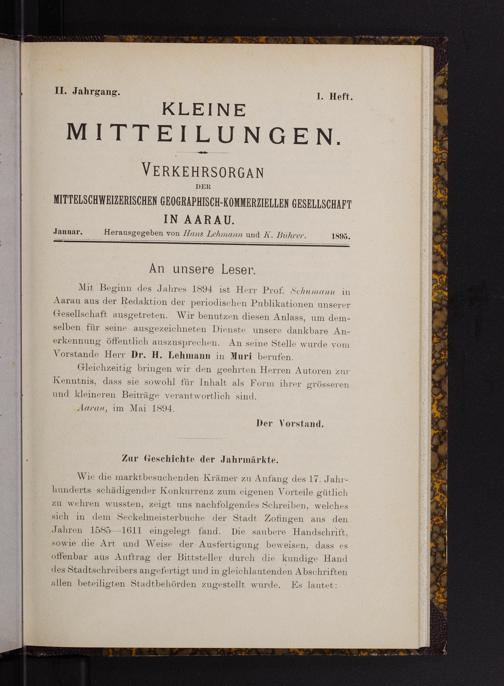 II. Jahrgang.
I. Heft.
KLEINE
MITTEILUNGEN.
VERKEHRSORGAN
DER
MITTELSCHWEIZERISCHEN GEOGRAPHISCH-KOMMERZIELLEN GESELLSCHAFT
IN AARAU.
Januar. Herausgegeben von Hans Lehmann und K. Bührer. 1895.
An unsere Leser.
Mit Beginn des Jahres 1894 ist Herr Prof. Schumann in
Aarau aus der Redaktion der periodischen Publikationen unserer
Gesellschaft ausgetreten. Wir benutzen diesen Anlass, um dem-
selben für seine ausgezeichneten Dienste unsere dankbare An-
erkennung öffentlich auszusprechen. An seine Stelle wurde vom
Vorstande Herr Dr. H. Lehmann in Muri berufen.
Gleichzeitig bringen wir den geehrten Herren Autoren zur
Kenntnis, dass sie sowohl für Inhalt als Form ihrer grösseren
und kleineren Beiträge verantwortlich sind.
Aarau, im Mai 1894.
Der Vorstand.
Zur Geschichte der Jahrmärkte.
Wie die marktbesuchenden Krämer zu Anfang des 17. Jahr-
hunderts schädigender Konkurrenz zum eigenen Vorteile gütlich
zu wehren wussten, zeigt uns nachfolgendes Schreiben, welches
sich in dem Seckelmeisterbuche der Stadt Zofingen aus den
Jahren 1585—1611 eingelegt fand. Die saubere Handschrift,
sowie die Art und Weise der Ausfertigung beweisen, dass es
offenbar aus Auftrag der Bittsteller durch die kundige Hand
des Stadtschreibers angefertigt und in gleichlautenden Abschriften
allen beteiligten Stadtbehörden zugestellt wurde. Es lautet: